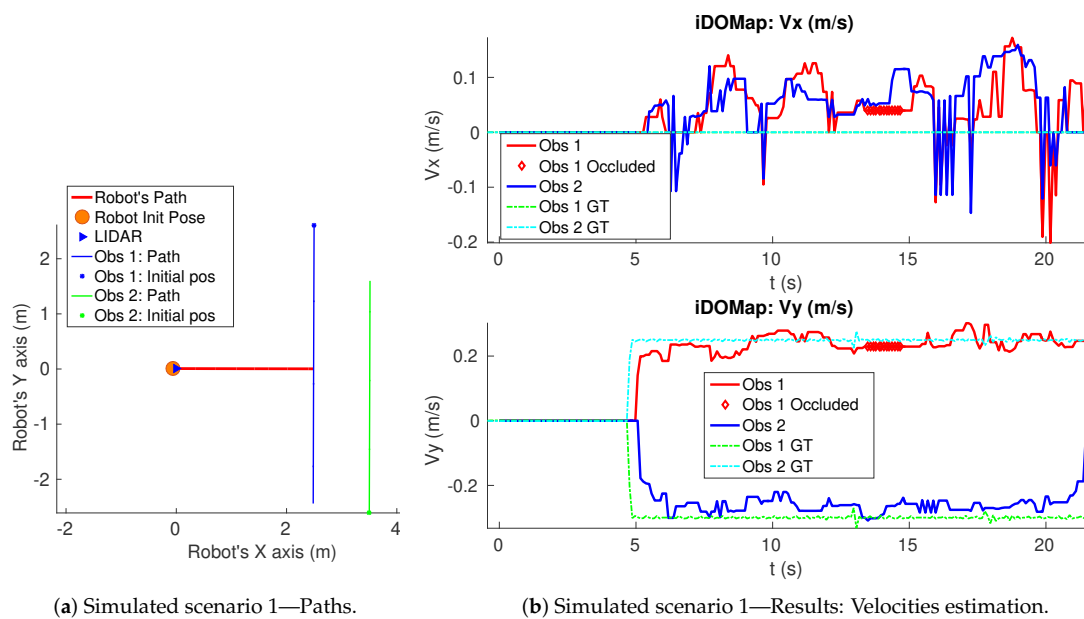 Robot's Path
Robot Init Pose
LIDAR
Obs 1: Path
Obs 1: Initial pos
Obs 2: Path
Obs 2: Initial pos
Robot's Y axis (m)
2
1
0
-1
-2
-2
0
2
4
Robot's X axis (m)
(a) Simulated scenario 1—Paths.
iDOMap: Vx (m/s)
Vx (m/s)
0.1
0
-0.1
-0.2
Obs 1
Obs 1 Occluded
Obs 2
Obs 1 GT
Obs 2 GT
0
5
10
15
20
t (s)
iDOMap: Vy (m/s)
Vy (m/s)
0.2
0
-0.2
Obs 1
Obs 1 Occluded
Obs 2
Obs 1 GT
Obs 2 GT
0
5
10
15
20
t (s)
(b) Simulated scenario 1—Results: Velocities estimation.